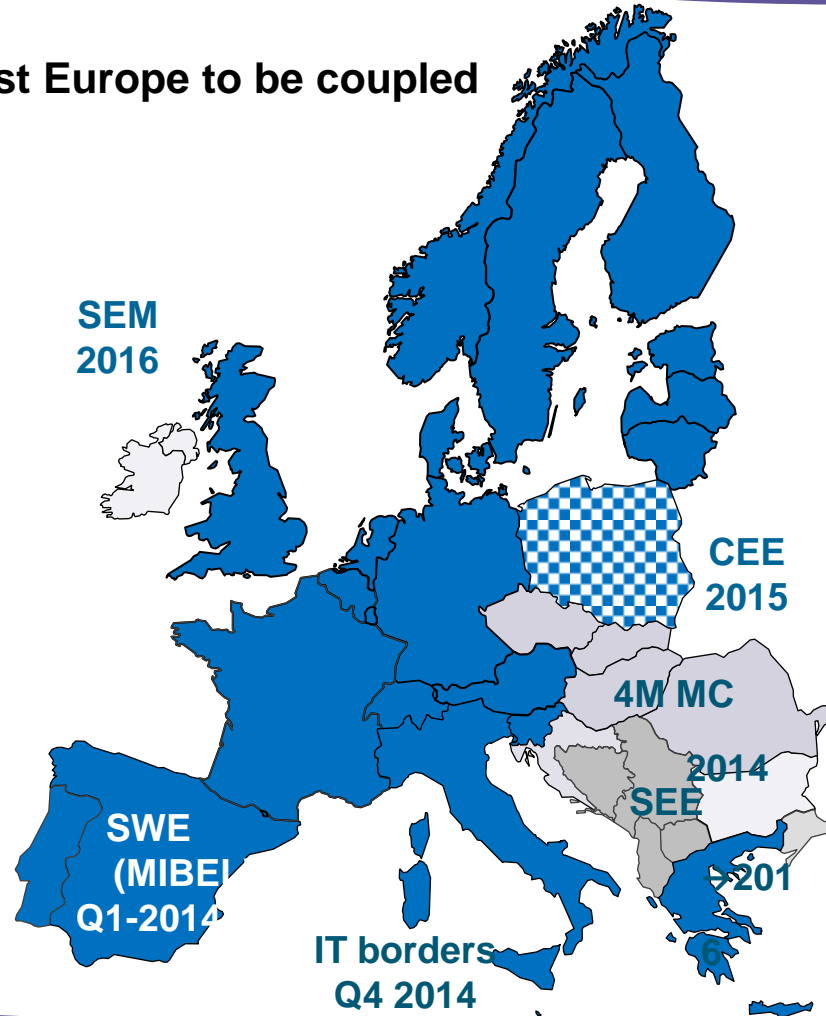 st Europe to be coupled
SEM
2016
CEE
2015
4M MC
2014
SEE
→201
6
SWE
(MIBEL
Q1-2014
IT borders
Q4 2014